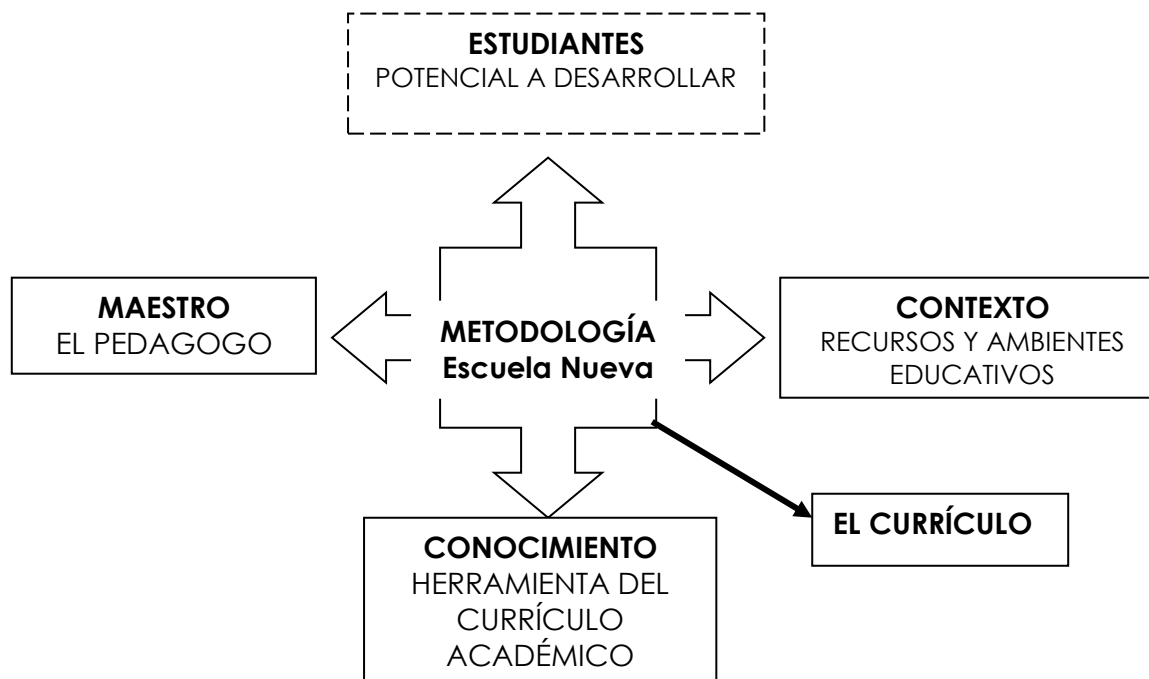 ESTUDIANTES
POTENCIAL A DESARROLLAR
MAESTRO
EL PEDAGOGO
METODOLOGÍA
Escuela Nueva
CONTEXTO
RECURSOS Y AMBIENTES
EDUCATIVOS
EL CURRÍCULO
CONOCIMIENTO
HERRAMIENTA DEL
CURRÍCULO
ACADÉMICO